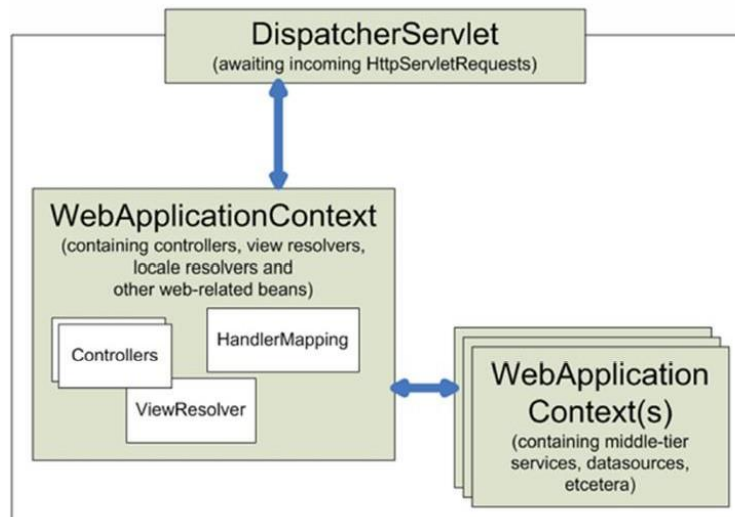 DispatcherServlet
(awaiting incoming HttpServletRequests)
WebApplicationContext
(containing controllers, view resolvers,
locale resolvers and
other web-related beans)
HandlerMapping
Controllers
ViewResolver
WebApplication
Context(s)
(containing middle-tier
services, datasources,
etcetera)